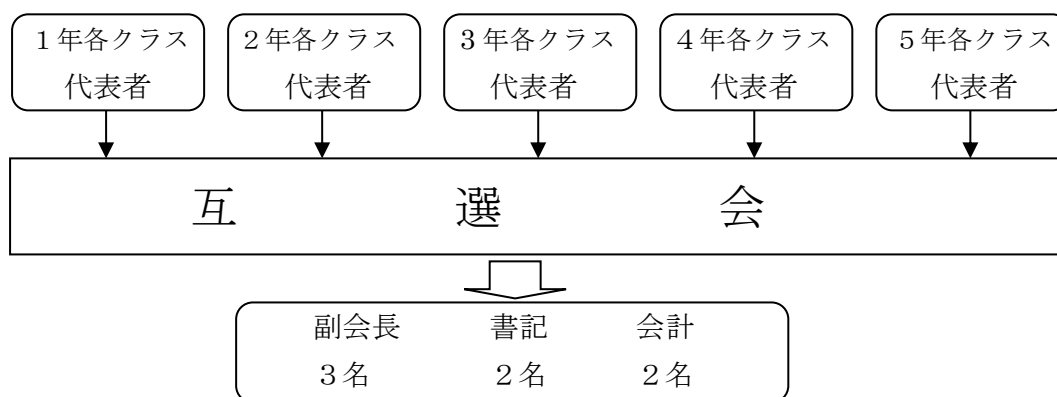 １年各クラス ２年各クラス ３年各クラス ４年各クラス ５年各クラス
代表者 代表者 代表者 代表者 代表者
互 選 会
副会長 書記 会計
３名 ２名 ２名